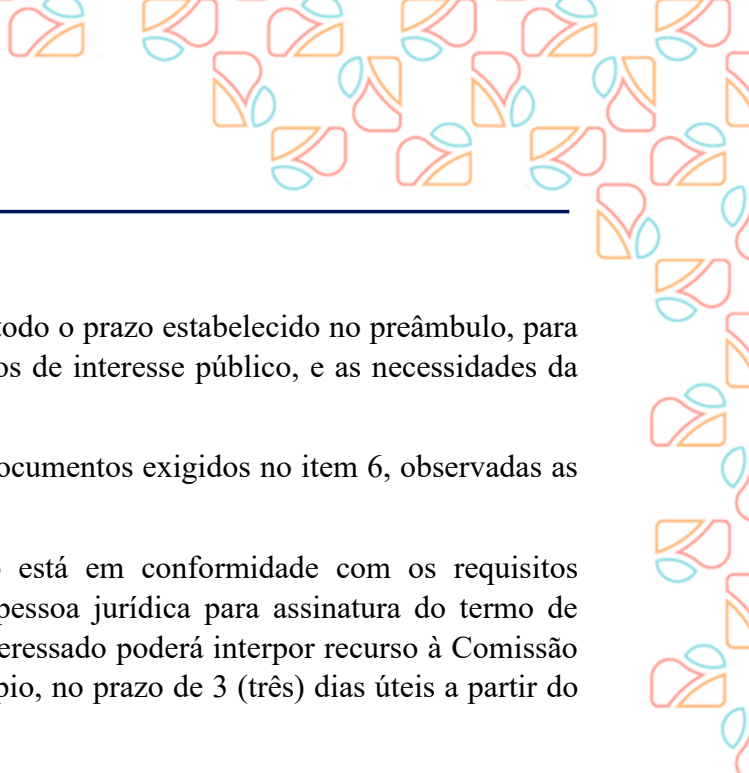 todo o prazo estabelecido no preâmbulo, para
os de interesse público, e as necessidades da
ocumentos exigidos no item 6, observadas as
está em conformidade com os requisitos
pessoa jurídica para assinatura do termo de
eressado poderá interpor recurso à Comissão
pio, no prazo de 3 (três) dias úteis a partir do